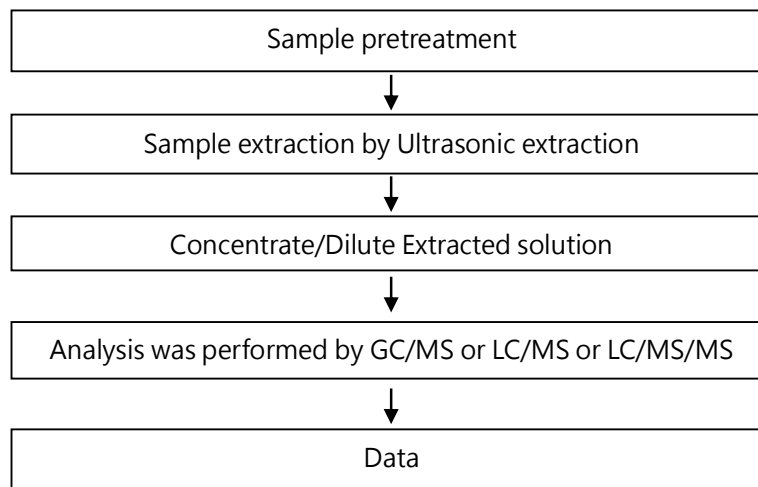 Sample pretreatment
Sample extraction by Ultrasonic extraction
Concentrate/Dilute Extracted solution
Analysis was performed by GC/MS or LC/MS or LC/MS/MS
Data